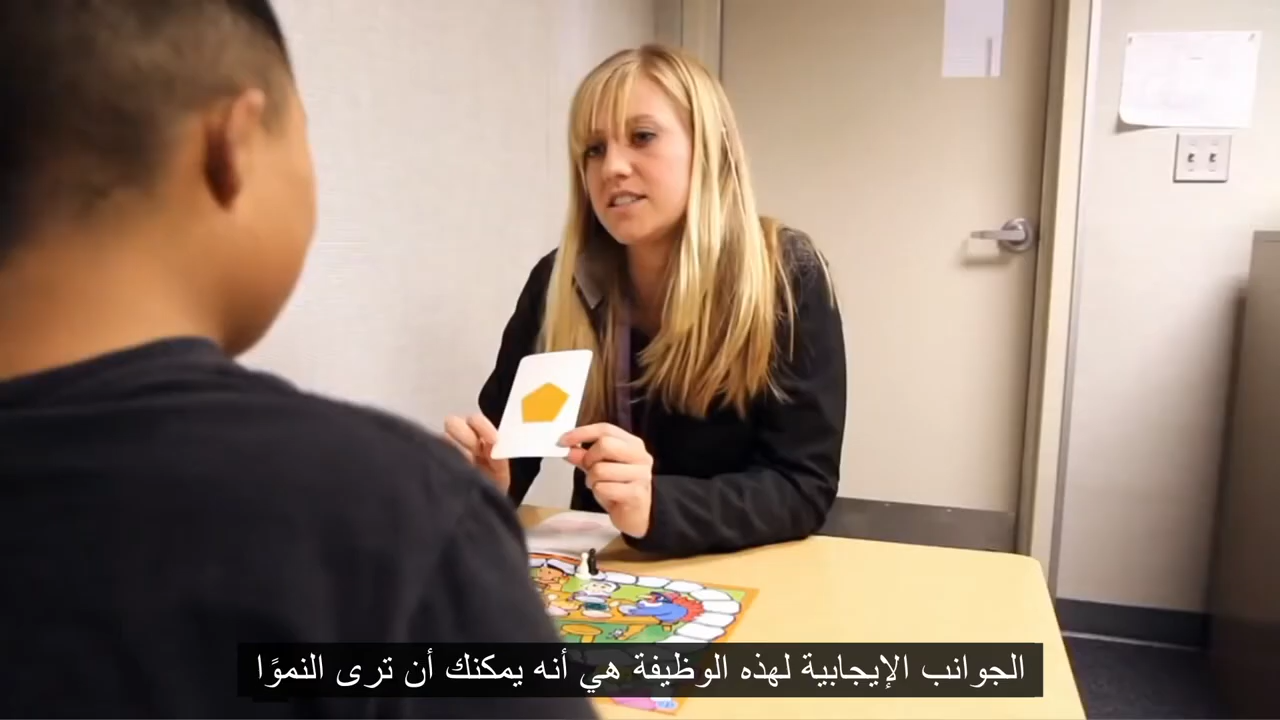 الجوانب الإيجابية لهذه الوظيفة هي أنه يمكنك أن ترى النموًا